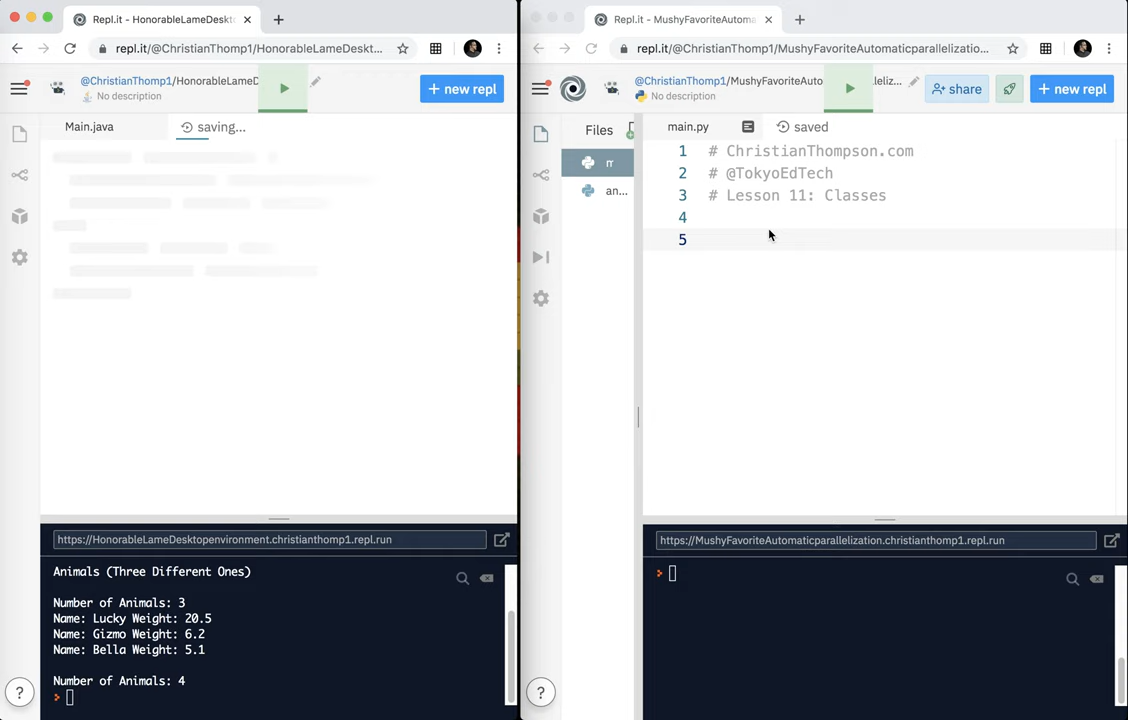 Repl.it - HonorableLameDeskt
repl.it/@ChristianThomp1/HonorableLameDeskt...
@ChristianThomp1/HonorableLameD
No description
+ new repl
Main.java
saving...
https://HonorableLameDesktopenvironment.christianthomp1.repl.run
Animals (Three Different Ones)
Number of Animals: 3
Name: Lucky Weight: 20.5
Name: Gizmo Weight: 6.2
Name: Bella Weight: 5.1
Number of Animals: 4
?
Repl.it - MushyFavoriteAutoma
repl.it/@ChristianThomp1/MushyFavoriteAutomaticparallelizatio...
@ChristianThomp1/MushyFavoriteAuto lleliz...
No description
share
+ new repl
Files
main.py
saved
an...
1 # ChristianThompson.com
2 # @TokyoEdTech
3 # Lesson 11: Classes
4
5
https://MushyFavoriteAutomaticparallelization.christianthomp1.repl.run
?